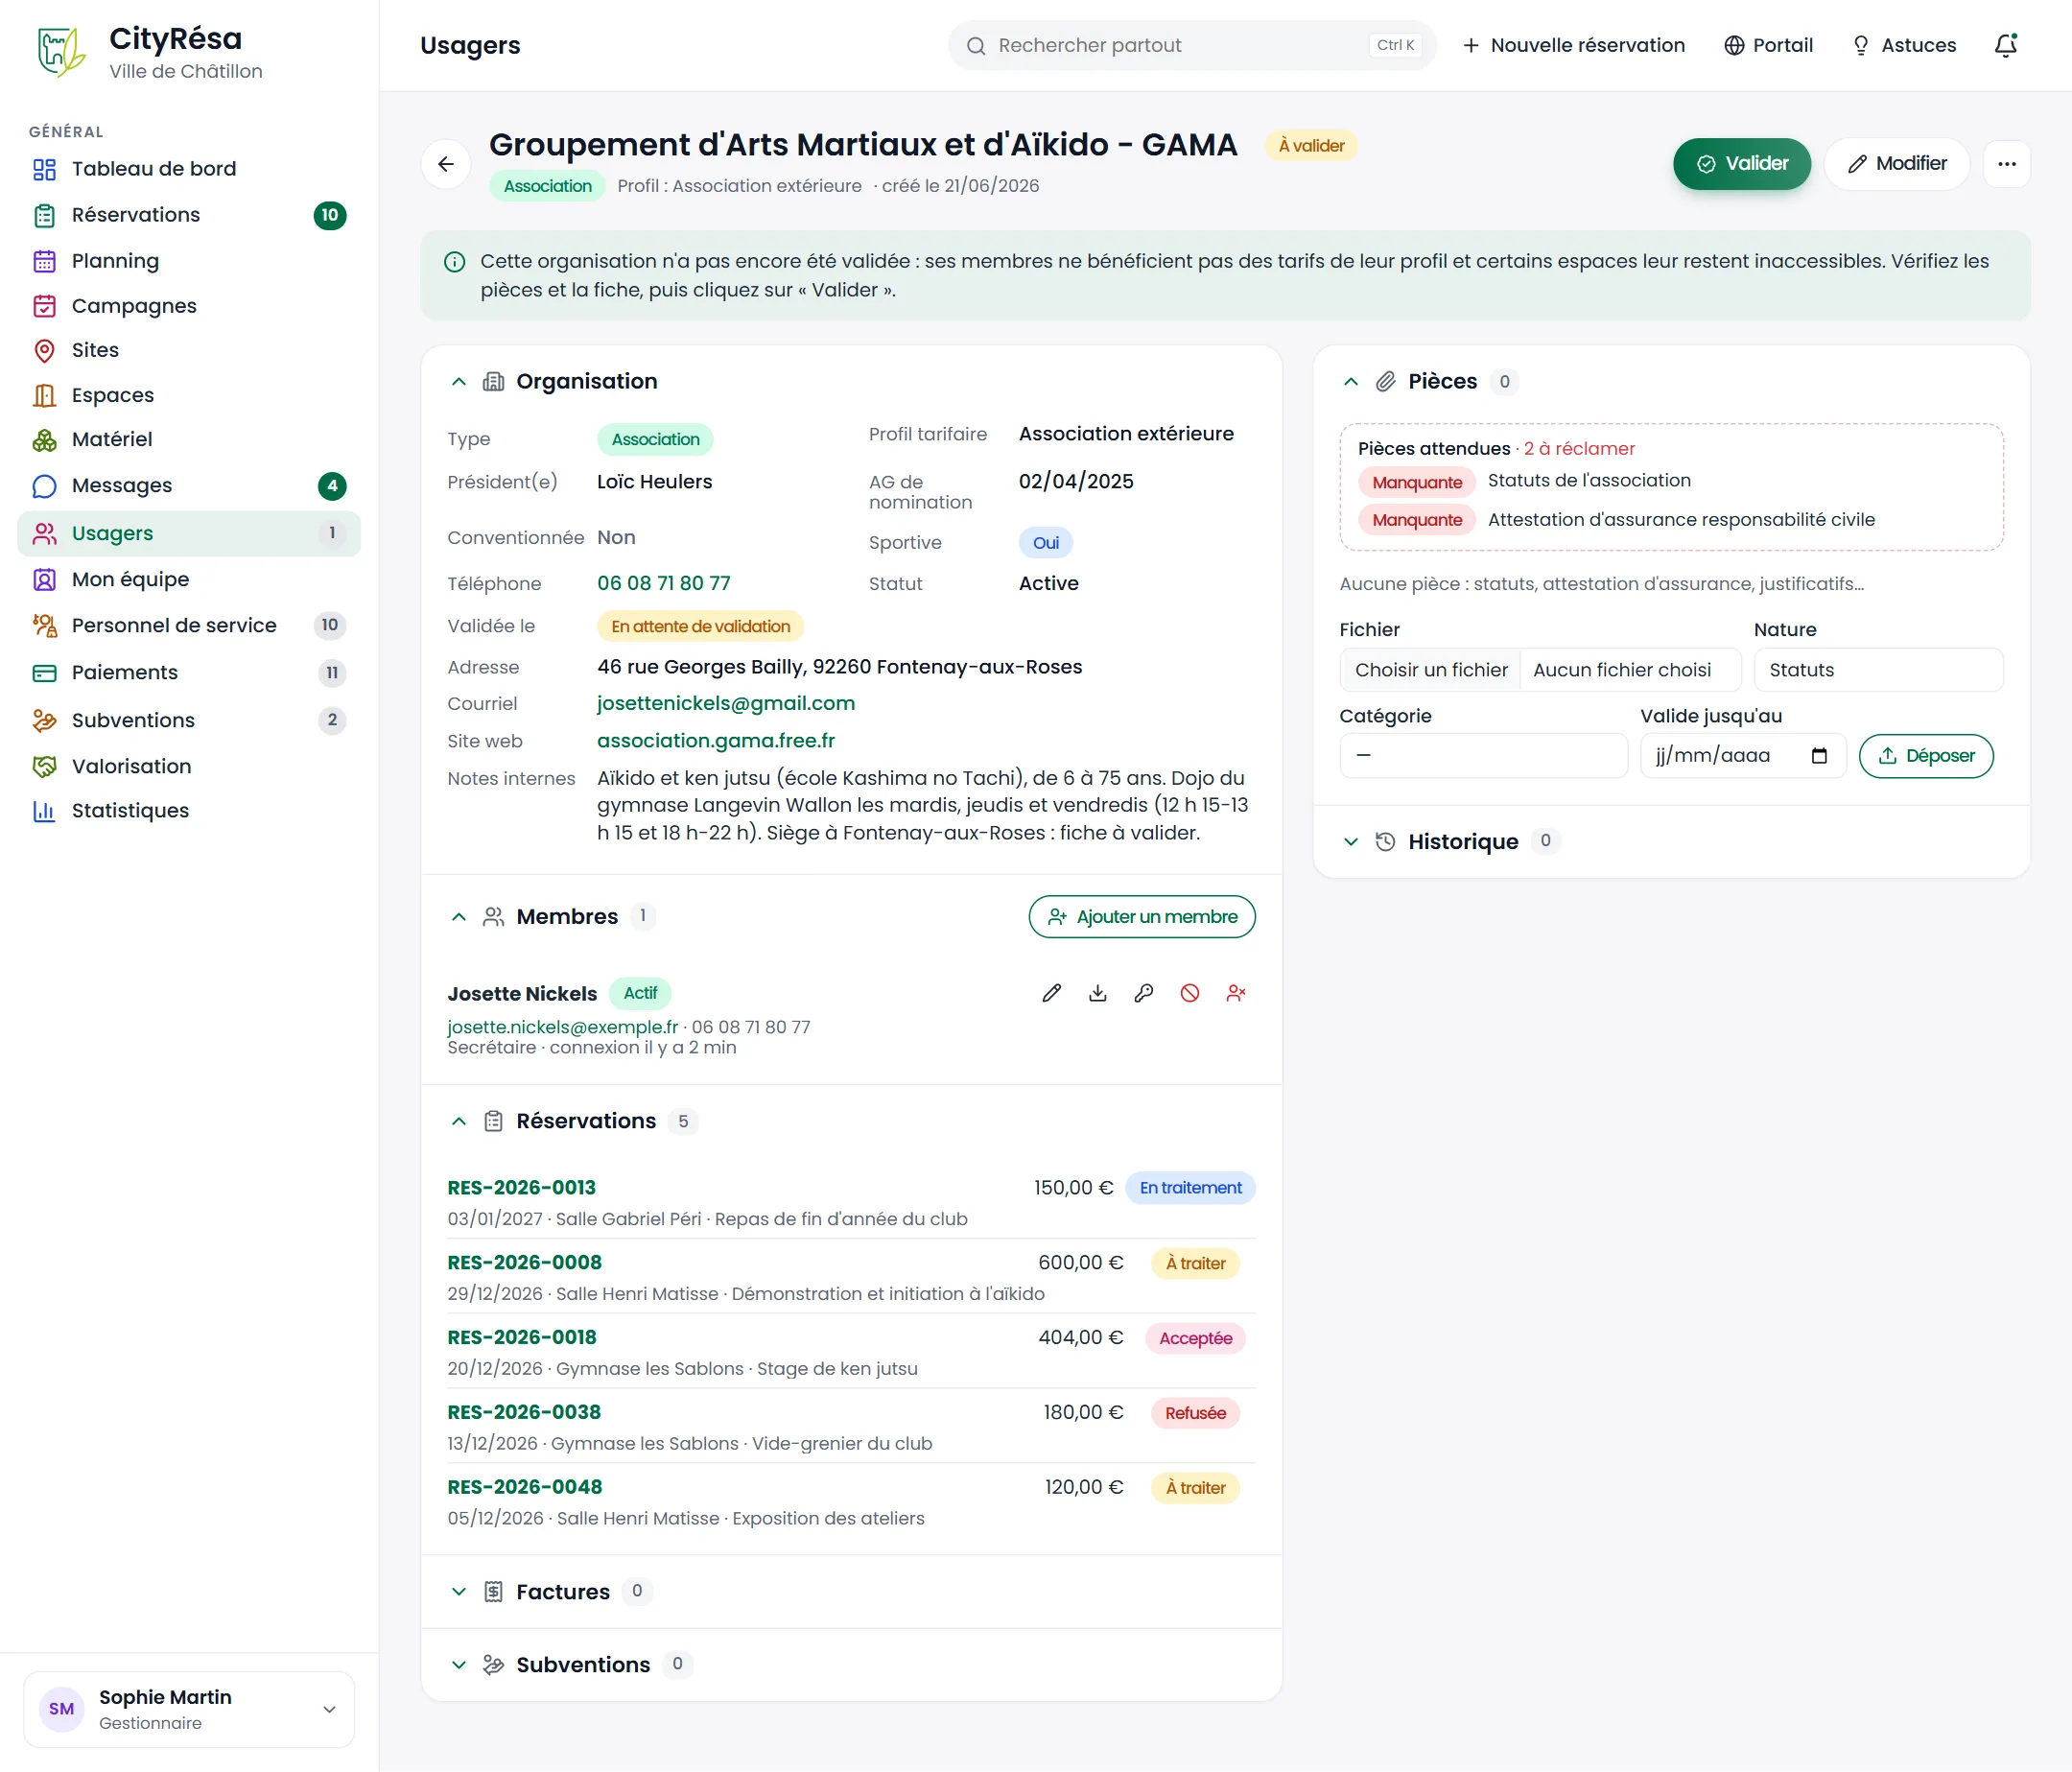 CityRésa
Ville de Châtillon
GÉNÉRAL
Tableau de bord
Réservations 10
Planning
Campagnes
Sites
Espaces
Matériel
Messages 4
Usagers 1
Mon équipe
Personnel de service 10
Paiements 11
Subventions 2
Valorisation
Statistiques
SM
Sophie Martin
Gestionnaire
Usagers
Rechercher partout Ctrl K
Nouvelle réservation
Portail
Astuces
Groupement d'Arts Martiaux et d'Aïkido - GAMA À valider
Association Profil : Association extérieure · créé le 21/06/2026
Valider
Modifier
Cette organisation n'a pas encore été validée : ses membres ne bénéficient pas des tarifs de leur profil et certains espaces leur restent inaccessibles. Vérifiez les
pièces et la fiche, puis cliquez sur « Valider ».
Organisation
Type Association
Profil tarifaire Association extérieure
Président(e) Loïc Heulers
AG de
nomination 02/04/2025
Conventionnée Non
Sportive Oui
Téléphone 06 08 71 80 77
Statut Active
Validée le En attente de validation
Adresse 46 rue Georges Bailly, 92260 Fontenay-aux-Roses
Courriel josettenickels@gmail.com
Site web association.gama.free.fr
Notes internes Aïkido et ken jutsu (école Kashima no Tachi), de 6 à 75 ans. Dojo du
gymnase Langevin Wallon les mardis, jeudis et vendredis (12 h 15-13
h 15 et 18 h-22 h). Siège à Fontenay-aux-Roses : fiche à valider.
Membres 1
Ajouter un membre
Josette Nickels Actif
josette.nickels@exemple.fr · 06 08 71 80 77
Secrétaire · connexion il y a 2 min
Réservations 5
RES-2026-0013 150,00 € En traitement
03/01/2027 · Salle Gabriel Péri · Repas de fin d'année du club
RES-2026-0008 600,00 € À traiter
29/12/2026 · Salle Henri Matisse · Démonstration et initiation à l'aïkido
RES-2026-0018 404,00 € Acceptée
20/12/2026 · Gymnase les Sablons · Stage de ken jutsu
RES-2026-0038 180,00 € Refusée
13/12/2026 · Gymnase les Sablons · Vide-grenier du club
RES-2026-0048 120,00 € À traiter
05/12/2026 · Salle Henri Matisse · Exposition des ateliers
Factures 0
Subventions 0
Pièces 0
Pièces attendues · 2 à réclamer
Manquante Statuts de l'association
Manquante Attestation d'assurance responsabilité civile
Aucune pièce : statuts, attestation d'assurance, justificatifs…
Fichier
Choisir un fichier Aucun fichier choisi
Nature
Statuts
Catégorie
—
Valide jusqu'au
jj/mm/aaaa
Déposer
Historique 0